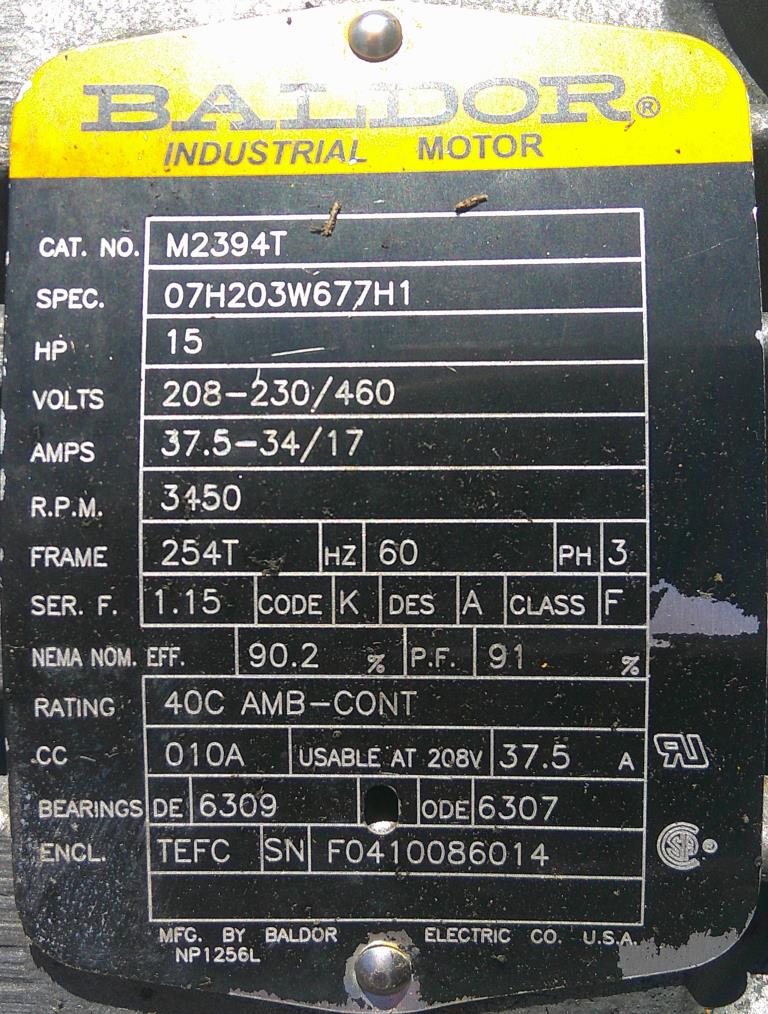 BALDOR®
INDUSTRIAL MOTOR
CAT. NO. M2394T
SPEC. 07H203W677H1
HP 15
VOLTS 208-230/460
AMPS 37.5-34/17
R.P.M. 3450
FRAME 254T HZ 60 PH 3
SER. F. 1.15 CODE K DES A CLASS F
NEMA NOM. EFF. 90.2 % P.F. 91 %
RATING 40C AMB-CONT
CC 010A USABLE AT 208V 37.5 A
BEARINGS DE 6309 ODE 6307
ENCL. TEFC SN F0410086014
MFG. BY BALDOR ELECTRIC CO. U.S.A.
NP1256L